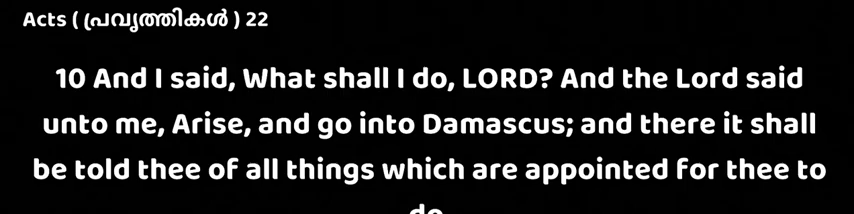 Acts ( പ്രവൃത്തികൾ ) 22
10 And I said, What shall I do, LORD? And the Lord said
unto me, Arise, and go into Damascus; and there it shall
be told thee of all things which are appointed for thee to
do.